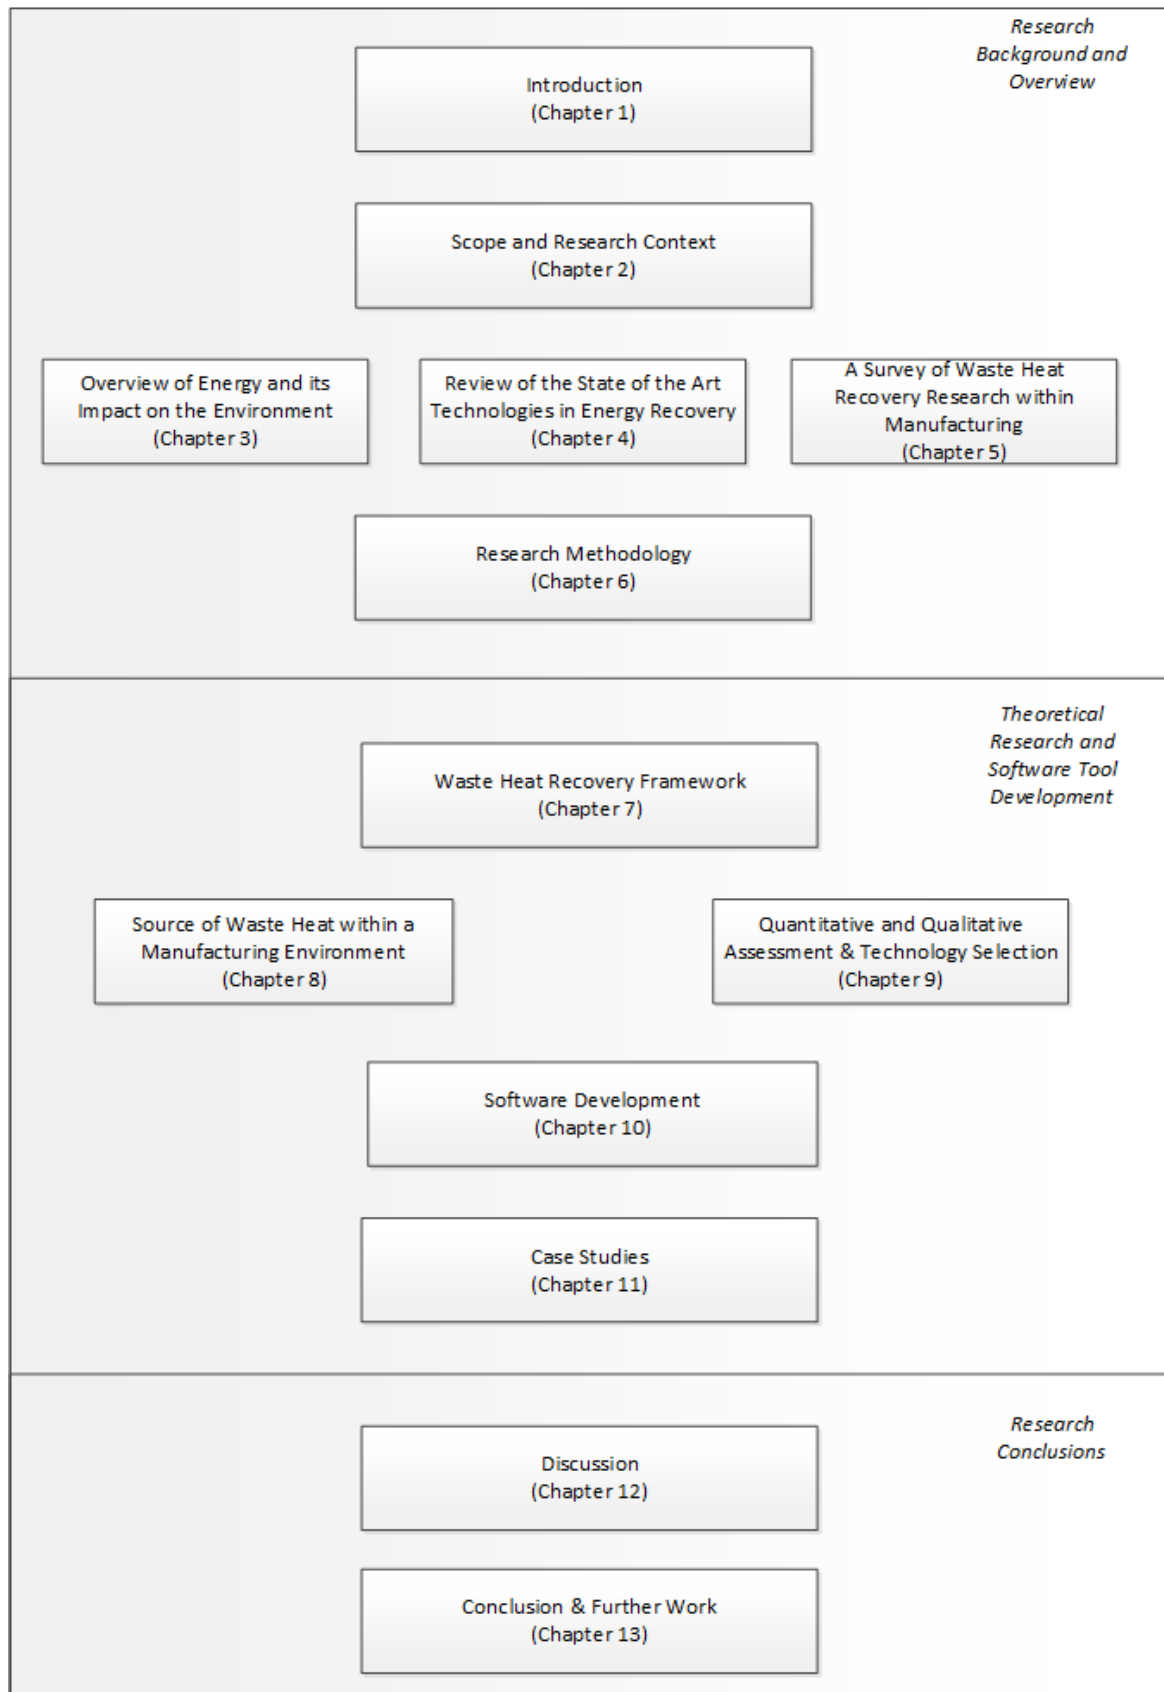 Research
Background and
Overview
Introduction
(Chapter 1)
Scope and Research Context
(Chapter 2)
Overview of Energy and its
Impact on the Environment
(Chapter 3)
Review of the State of the Art
Technologies in Energy Recovery
(Chapter 4)
A Survey of Waste Heat
Recovery Research within
Manufacturing
(Chapter 5)
Research Methodology
(Chapter 6)
Theoretical
Research and
Software Tool
Development
Waste Heat Recovery Framework
(Chapter 7)
Source of Waste Heat within a
Manufacturing Environment
(Chapter 8)
Quantitative and Qualitative
Assessment & Technology Selection
(Chapter 9)
Software Development
(Chapter 10)
Case Studies
(Chapter 11)
Research
Conclusions
Discussion
(Chapter 12)
Conclusion & Further Work
(Chapter 13)